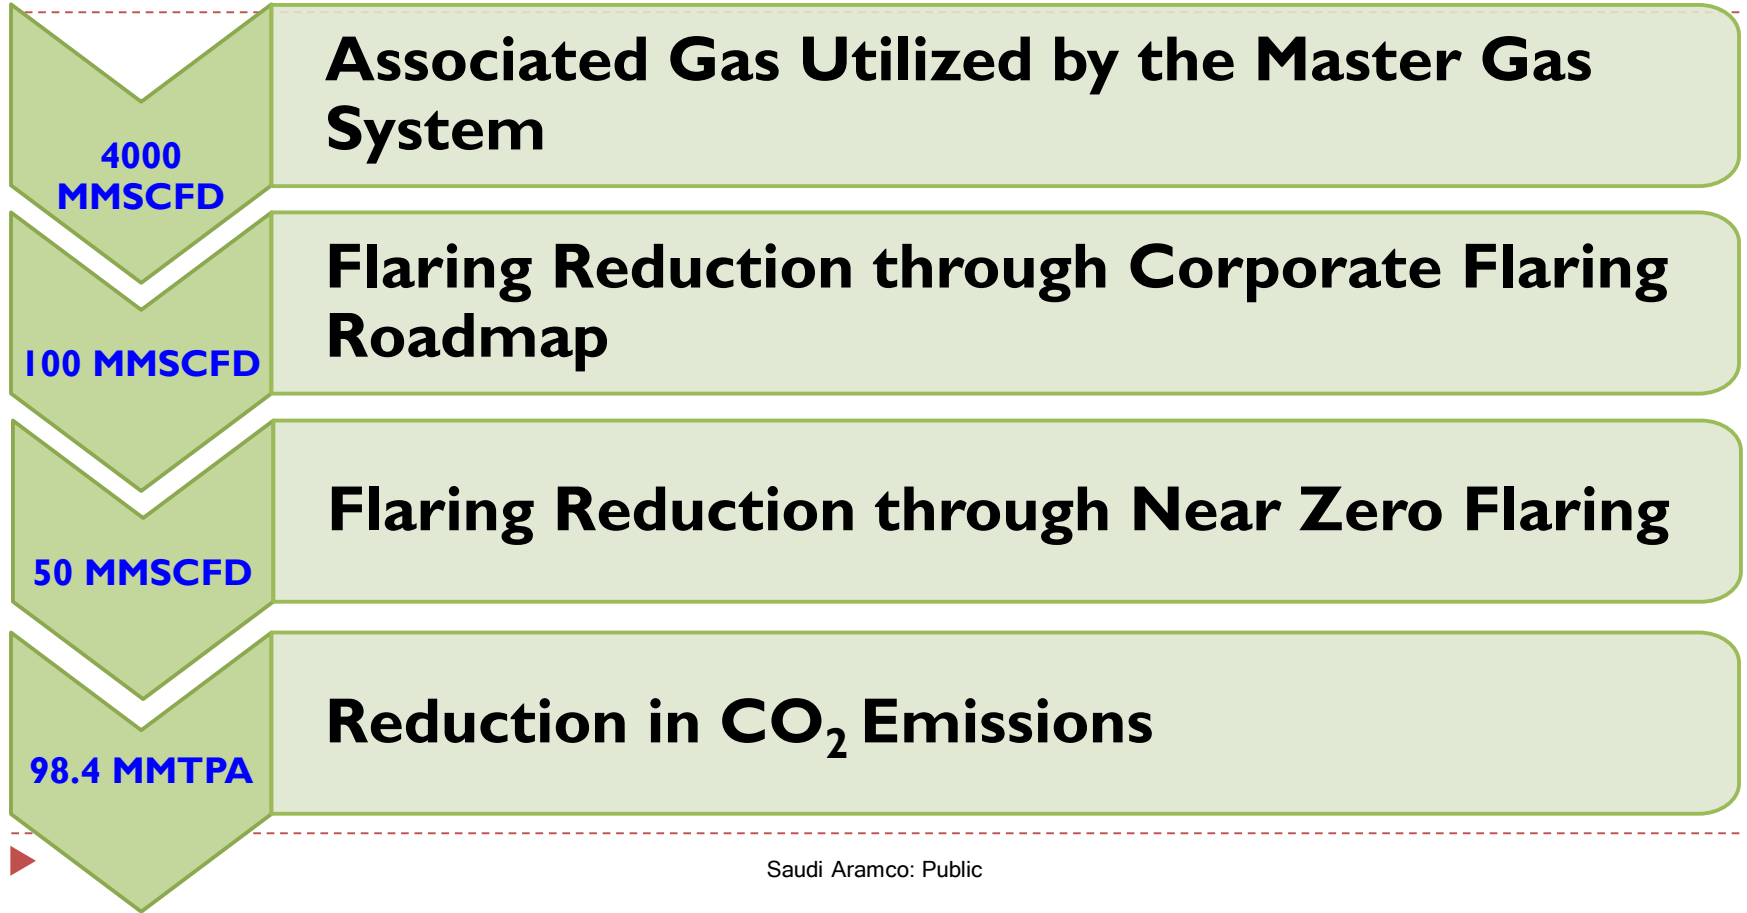 4000
MMSCFD
Associated Gas Utilized by the Master Gas
System
100 MMSCFD
Flaring Reduction through Corporate Flaring
Roadmap
50 MMSCFD
Flaring Reduction through Near Zero Flaring
98.4 MMTPA
Reduction in CO₂ Emissions
Saudi Aramco: Public